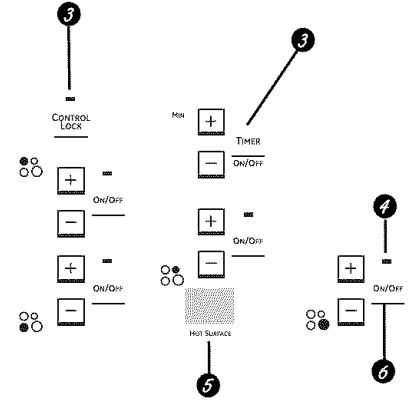 3
3
CONTROL
LOCK
MIN
+
TIMER
− ON/OFF
+
ON/OFF
−
+
ON/OFF
−
4
+
ON/OFF
−
+
ON/OFF
−
HOT SURFACE
5
6